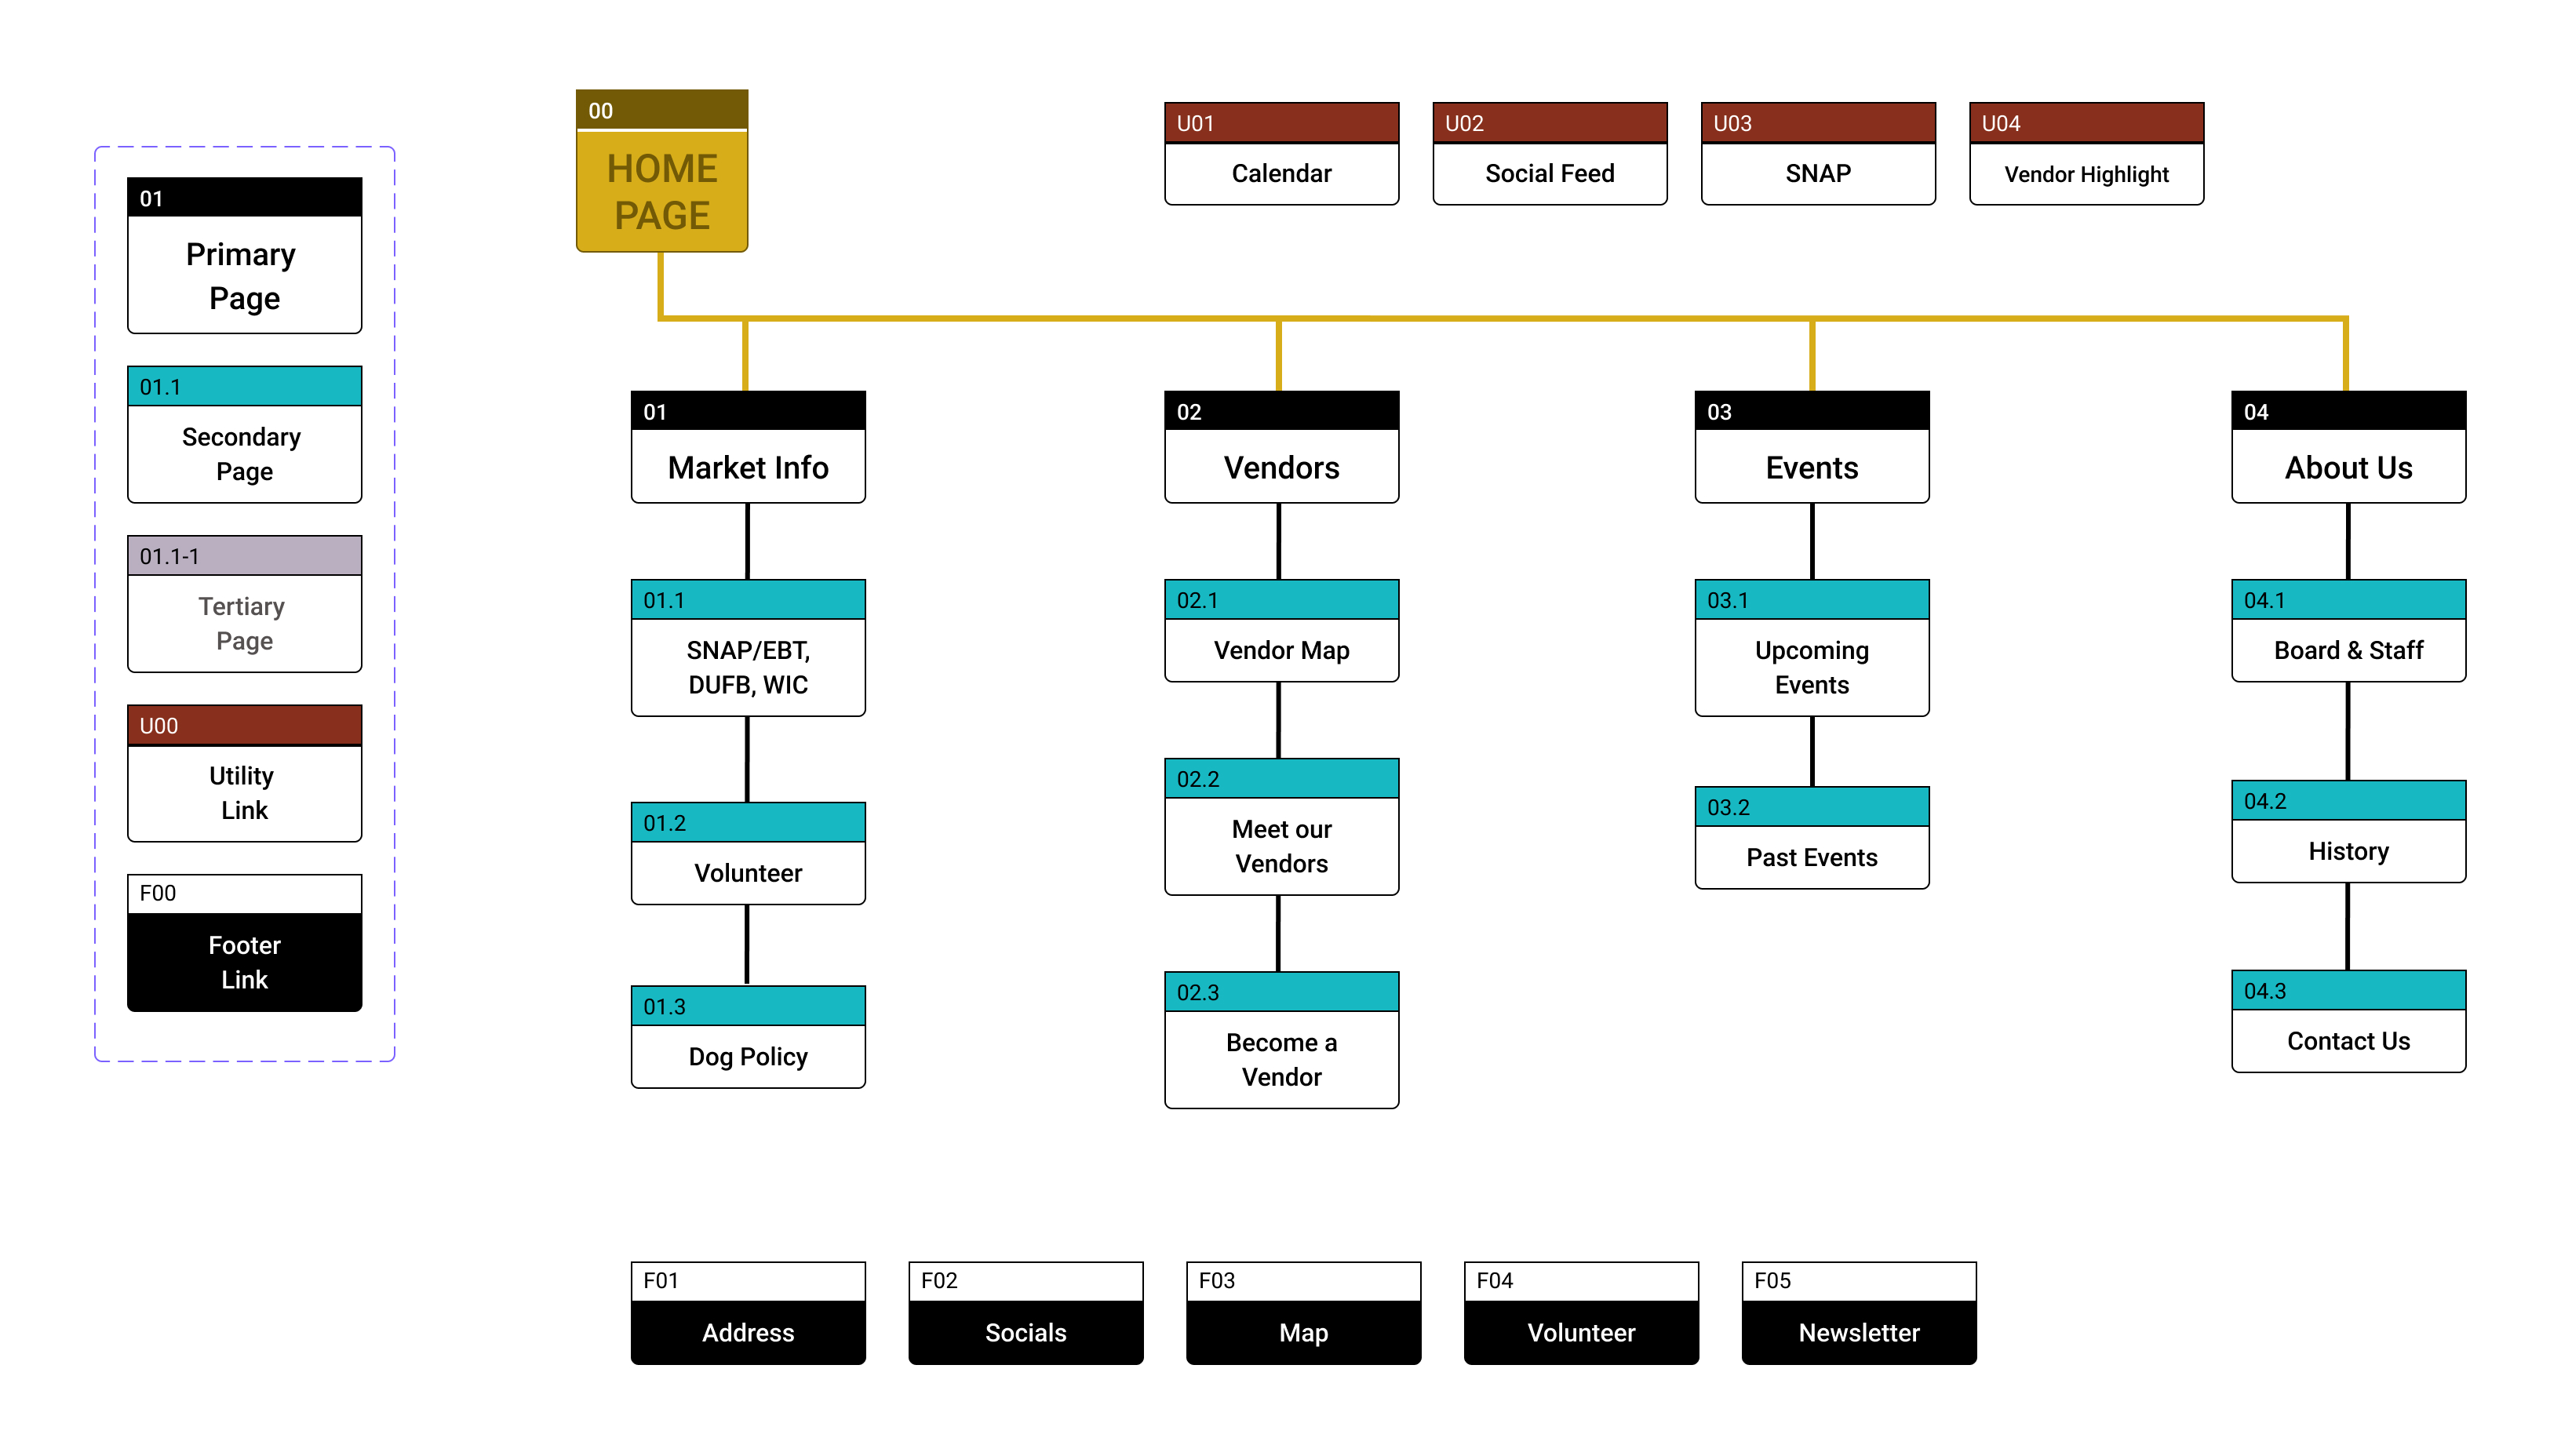 01
Primary
Page
01.1
Secondary
Page
01.1-1
Tertiary
Page
U00
Utility
Link
F00
Footer
Link
00
HOME
PAGE
U01
Calendar
U02
Social Feed
U03
SNAP
U04
Vendor Highlight
01
Market Info
01.1
SNAP/EBT,
DUFB, WIC
01.2
Volunteer
01.3
Dog Policy
02
Vendors
02.1
Vendor Map
02.2
Meet our
Vendors
02.3
Become a
Vendor
03
Events
03.1
Upcoming
Events
03.2
Past Events
04
About Us
04.1
Board & Staff
04.2
History
04.3
Contact Us
F01
Address
F02
Socials
F03
Map
F04
Volunteer
F05
Newsletter